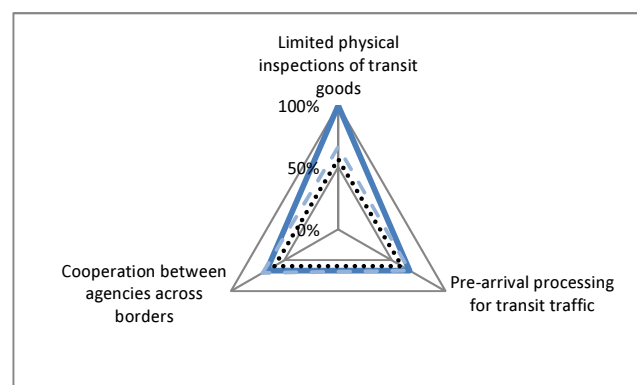 Limited physical
inspections of transit
goods
100%
50%
0%
Cooperation between
agencies across
borders
Pre-arrival processing
for transit traffic